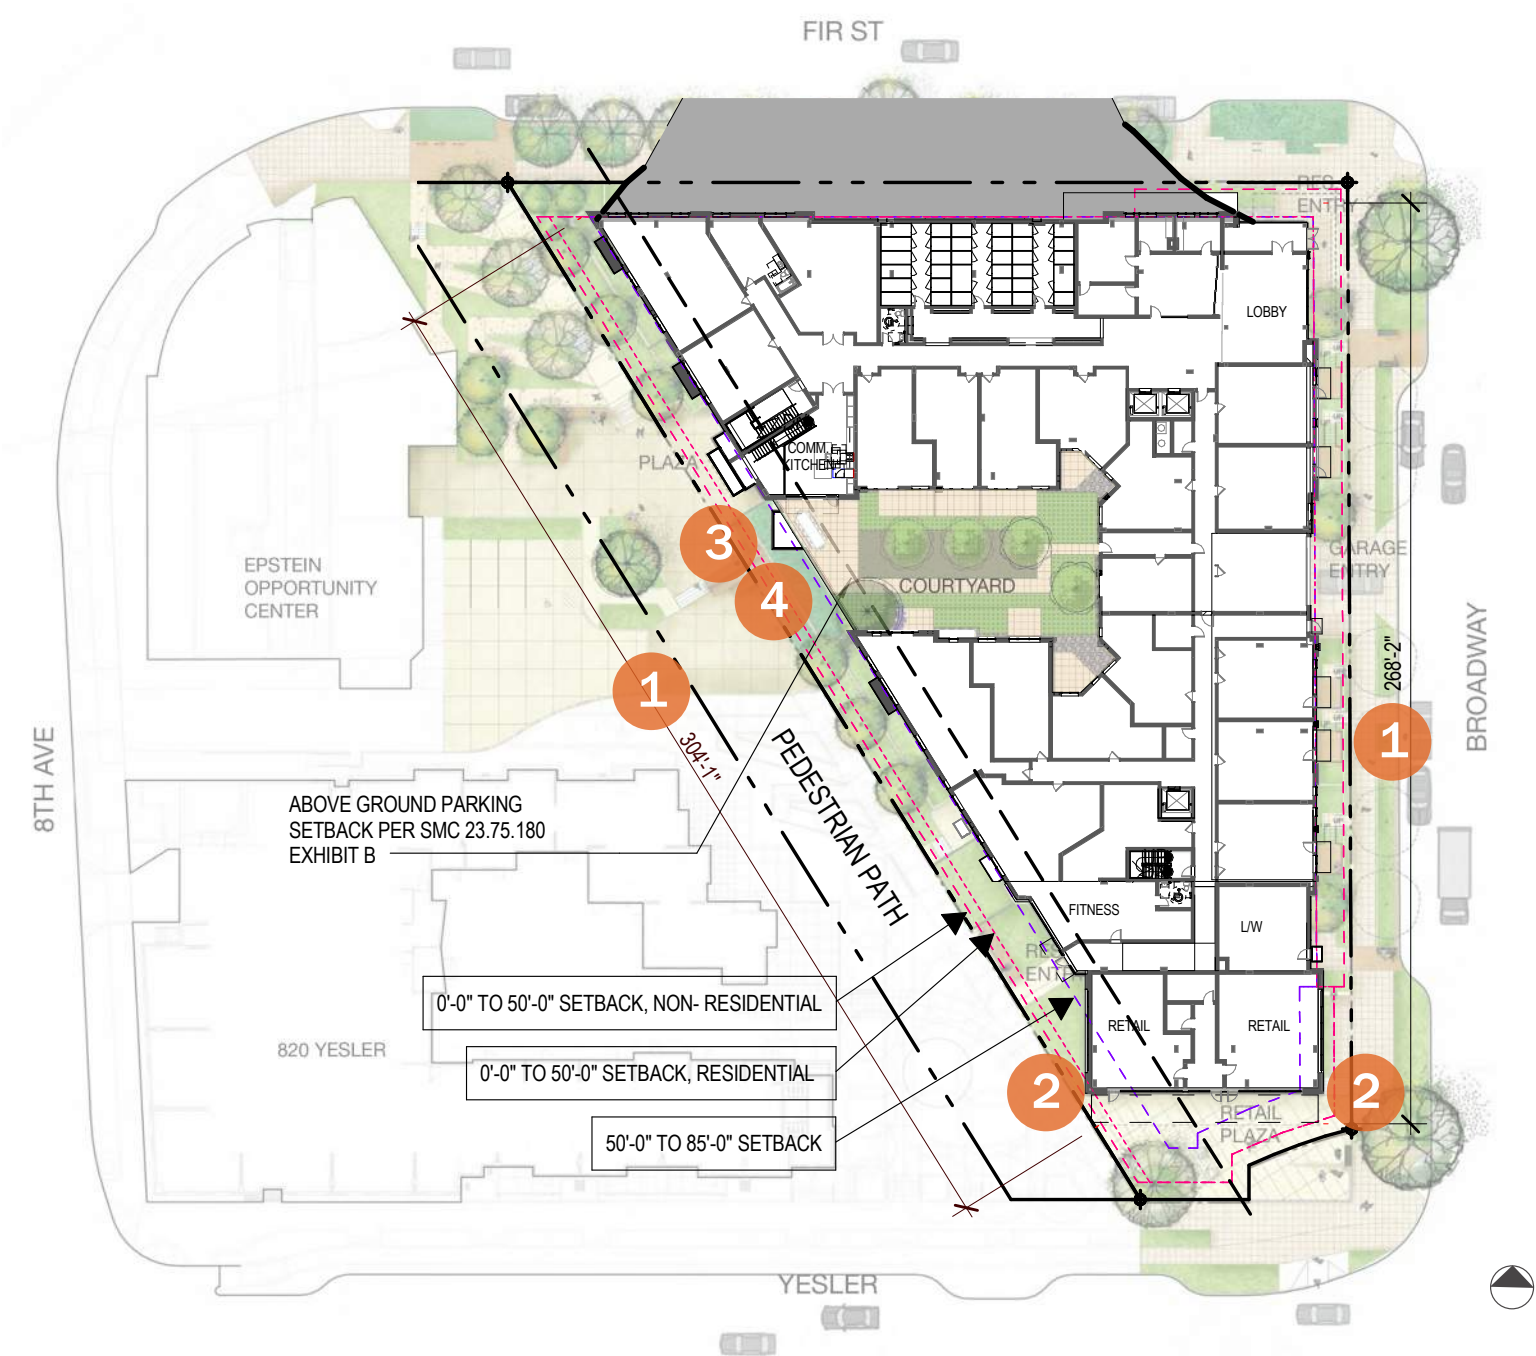 FIR ST
RES.
ENTRY
LOBBY
COMM.
KITCHEN
PLAZA
3
4
COURTYARD
GARAGE
ENTRY
EPSTEIN
OPPORTUNITY
CENTER
1
268'-2"
BROADWAY
1
304'-1"
8TH AVE
PEDESTRIAN PATH
ABOVE GROUND PARKING
SETBACK PER SMC 23.75.180
EXHIBIT B
FITNESS
L/W
RES.
ENTRY
0'-0" TO 50'-0" SETBACK, NON- RESIDENTIAL
RETAIL
RETAIL
820 YESLER
0'-0" TO 50'-0" SETBACK, RESIDENTIAL
2
2
RETAIL
PLAZA
50'-0" TO 85'-0" SETBACK
YESLER